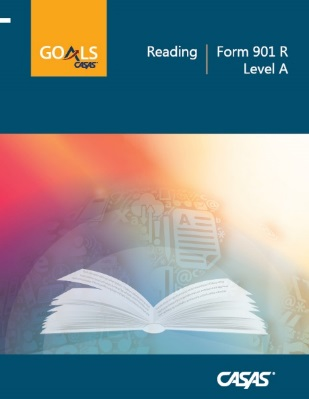 GOALS
CASAS
Reading
Form 901 R
Level A
A
CASAS